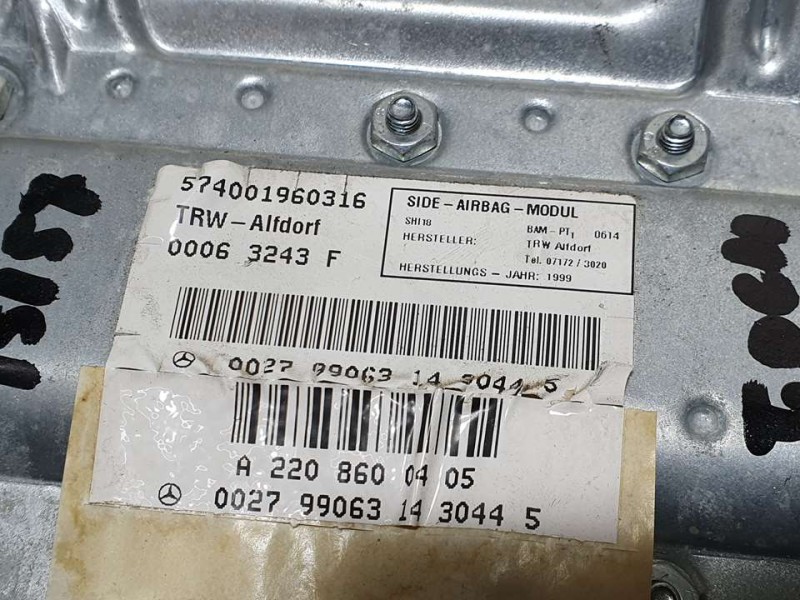 574001960316
TRW-Alfdorf
0006 3243 F
SIDE-AIRBAG-MODUL
SHI18 BAM-PT1 0614
HERSTELLER: TRW Alfdorf
Tel. 07172/3020
HERSTELLUNGS-JAHR: 1999
0027 99063 14 3044 5
A 220 860 04 05
0027 99063 14 3044 5